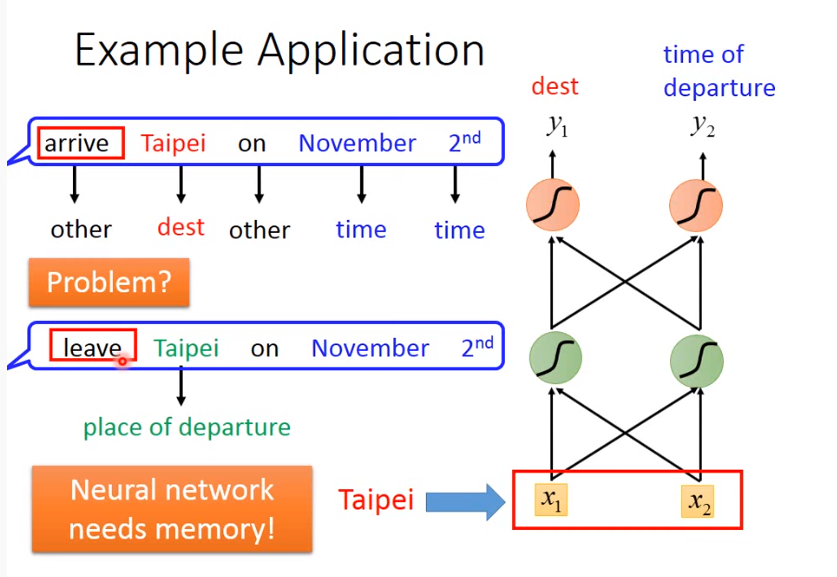 Example Application
arrive Taipei on November 2nd
other dest other time time
Problem?
leave Taipei on November 2nd
place of departure
Neural network
needs memory!
dest
time of
departure
y₁ y₂
Taipei
x₁ x₂